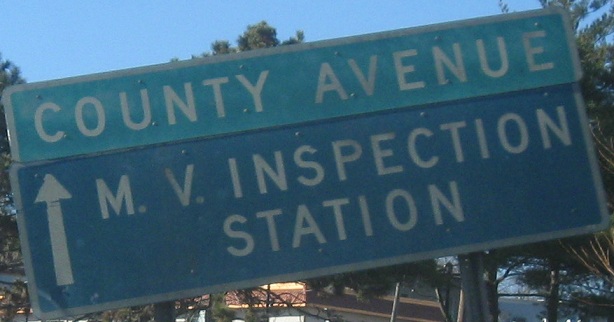 COUNTY AVENUE
M. V. INSPECTION
STATION